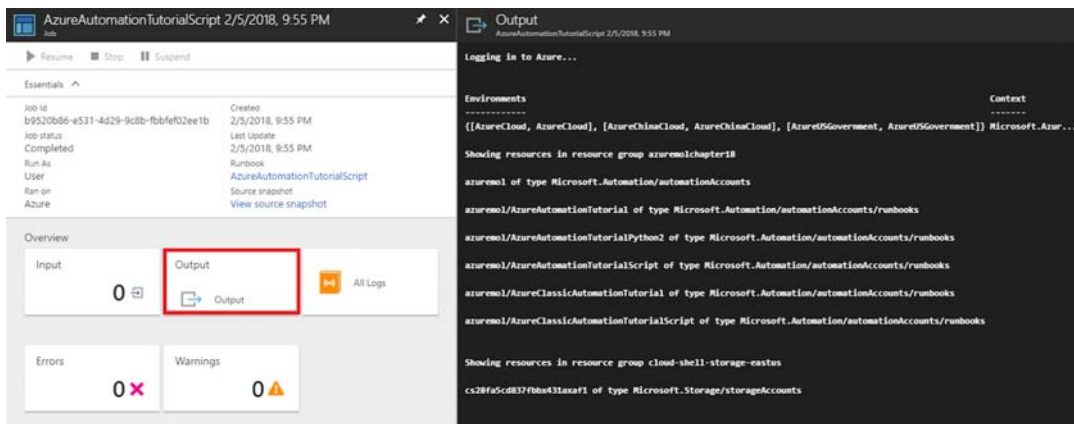 AzureAutomationTutorialScript 2/5/2018, 9:55 PM
Job
Resume Stop Suspend
Essentials
Job Id
b9520b86-e531-4d29-9c8b-fbbfef02ee1b
Job status
Completed
Run As
User
Ran on
Azure
Created
2/5/2018, 9:55 PM
Last Update
2/5/2018, 9:55 PM
Runbook
AzureAutomationTutorialScript
Source snapshot
View source snapshot
Overview
Input
0
Output
Output
All Logs
Errors
0
Warnings
0
Output
AzureAutomationTutorialScript 2/5/2018, 9:55 PM
Logging in to Azure...
Environments Context
------------ -------
{[AzureCloud, AzureCloud], [AzureChinaCloud, AzureChinaCloud], [AzureUSGovernment, AzureUSGovernment]} Microsoft.Azur...
Showing resources in resource group azuremolchapter18
azuremol of type Microsoft.Automation/automationAccounts
azuremol/AzureAutomationTutorial of type Microsoft.Automation/automationAccounts/runbooks
azuremol/AzureAutomationTutorialPython2 of type Microsoft.Automation/automationAccounts/runbooks
azuremol/AzureAutomationTutorialScript of type Microsoft.Automation/automationAccounts/runbooks
azuremol/AzureClassicAutomationTutorial of type Microsoft.Automation/automationAccounts/runbooks
azuremol/AzureClassicAutomationTutorialScript of type Microsoft.Automation/automationAccounts/runbooks
Showing resources in resource group cloud-shell-storage-eastus
cs28fa5cd837fbbx431axaf1 of type Microsoft.Storage/storageAccounts